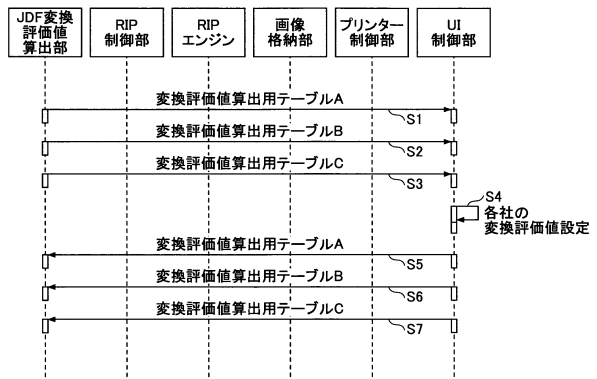 JDF変換
評価値
算出部
RIP
制御部
RIP
エンジン
画像
格納部
プリンター
制御部
UI
制御部
変換評価値算出用テーブルA
S1
変換評価値算出用テーブルB
S2
変換評価値算出用テーブルC
S3
S4
各社の
変換評価値設定
変換評価値算出用テーブルA
S5
変換評価値算出用テーブルB
S6
変換評価値算出用テーブルC
S7